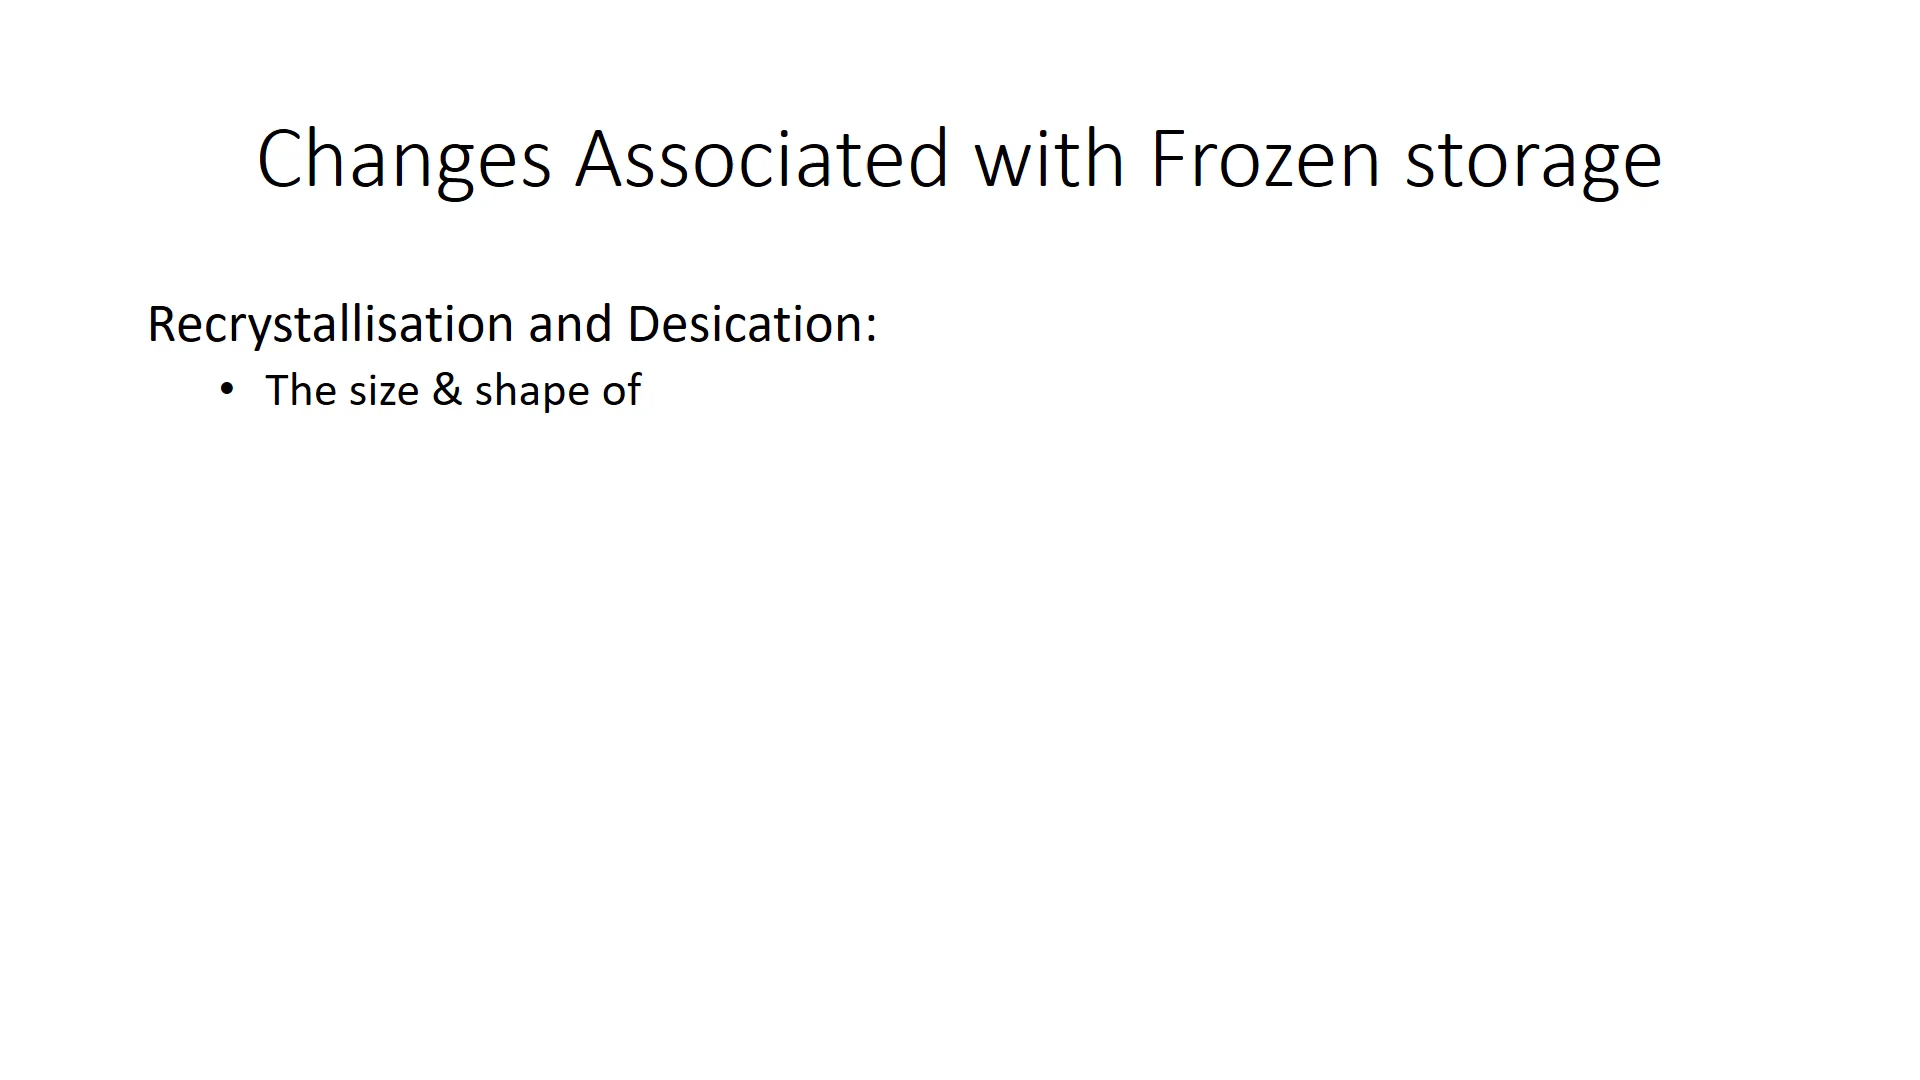 Changes Associated with Frozen storage
Recrystallisation and Desication:
• The size & shape of